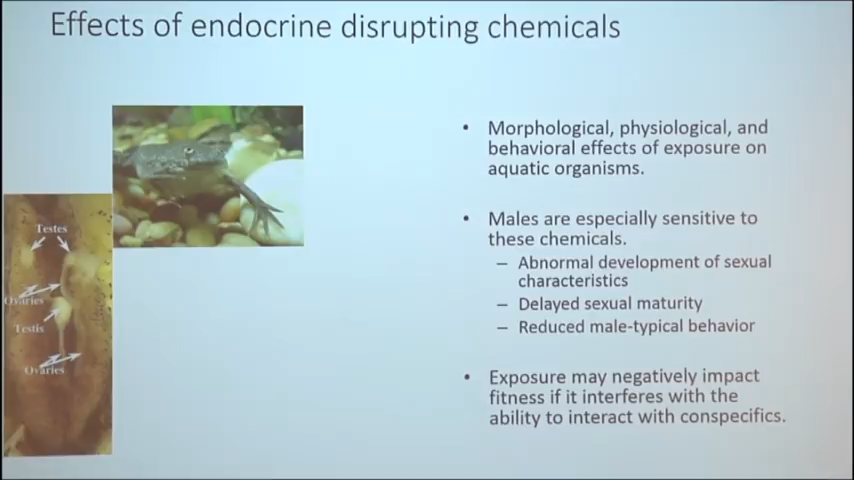 Effects of endocrine disrupting chemicals
Testes
Ovaries
Testis
Ovaries
• Morphological, physiological, and
behavioral effects of exposure on
aquatic organisms.
• Males are especially sensitive to
these chemicals.
– Abnormal development of sexual
characteristics
– Delayed sexual maturity
– Reduced male-typical behavior
• Exposure may negatively impact
fitness if it interferes with the
ability to interact with conspecifics.